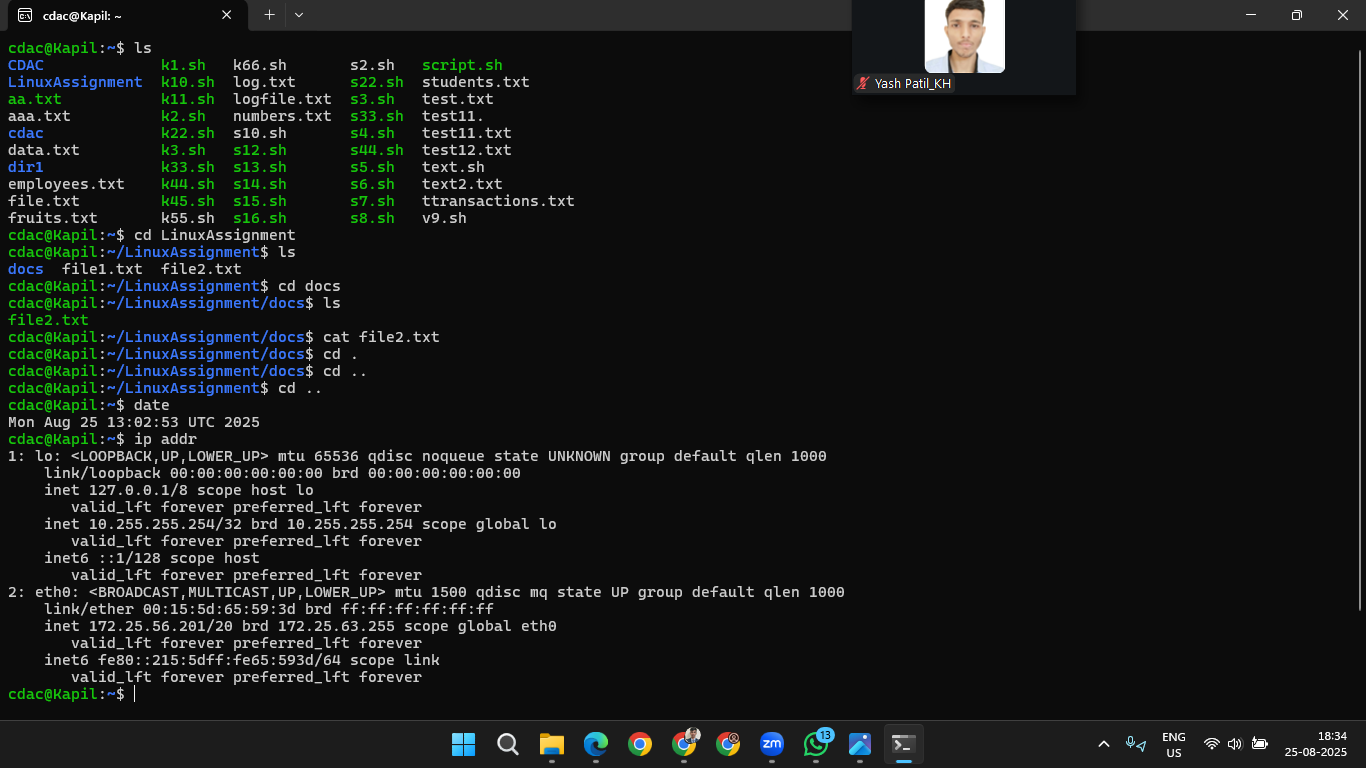 cdac@Kapil: ~
cdac@Kapil:~$ ls
CDAC k1.sh k66.sh s2.sh script.sh
LinuxAssignment k10.sh log.txt s22.sh students.txt
aa.txt k11.sh logfile.txt s3.sh test.txt
aaa.txt k2.sh numbers.txt s33.sh test11.
cdac k22.sh s10.sh s4.sh test11.txt
data.txt k3.sh s12.sh s44.sh test12.txt
dir1 k33.sh s13.sh s5.sh text.sh
employees.txt k44.sh s14.sh s6.sh text2.txt
file.txt k45.sh s15.sh s7.sh ttransactions.txt
fruits.txt k55.sh s16.sh s8.sh v9.sh
cdac@Kapil:~$ cd LinuxAssignment
cdac@Kapil:~/LinuxAssignment$ ls
docs file1.txt file2.txt
cdac@Kapil:~/LinuxAssignment$ cd docs
cdac@Kapil:~/LinuxAssignment/docs$ ls
file2.txt
cdac@Kapil:~/LinuxAssignment/docs$ cat file2.txt
cdac@Kapil:~/LinuxAssignment/docs$ cd .
cdac@Kapil:~/LinuxAssignment/docs$ cd ..
cdac@Kapil:~/LinuxAssignment$ cd ..
cdac@Kapil:~$ date
Mon Aug 25 13:02:53 UTC 2025
cdac@Kapil:~$ ip addr
1: lo: <LOOPBACK,UP,LOWER_UP> mtu 65536 qdisc noqueue state UNKNOWN group default qlen 1000
link/loopback 00:00:00:00:00:00 brd 00:00:00:00:00:00
inet 127.0.0.1/8 scope host lo
valid_lft forever preferred_lft forever
inet 10.255.255.254/32 brd 10.255.255.254 scope global lo
valid_lft forever preferred_lft forever
inet6 ::1/128 scope host
valid_lft forever preferred_lft forever
2: eth0: <BROADCAST,MULTICAST,UP,LOWER_UP> mtu 1500 qdisc mq state UP group default qlen 1000
link/ether 00:15:5d:65:59:3d brd ff:ff:ff:ff:ff:ff
inet 172.25.56.201/20 brd 172.25.63.255 scope global eth0
valid_lft forever preferred_lft forever
inet6 fe80::215:5dff:fe65:593d/64 scope link
valid_lft forever preferred_lft forever
cdac@Kapil:~$
Yash Patil_KH
zm
13
ENG
US
18:34
25-08-2025